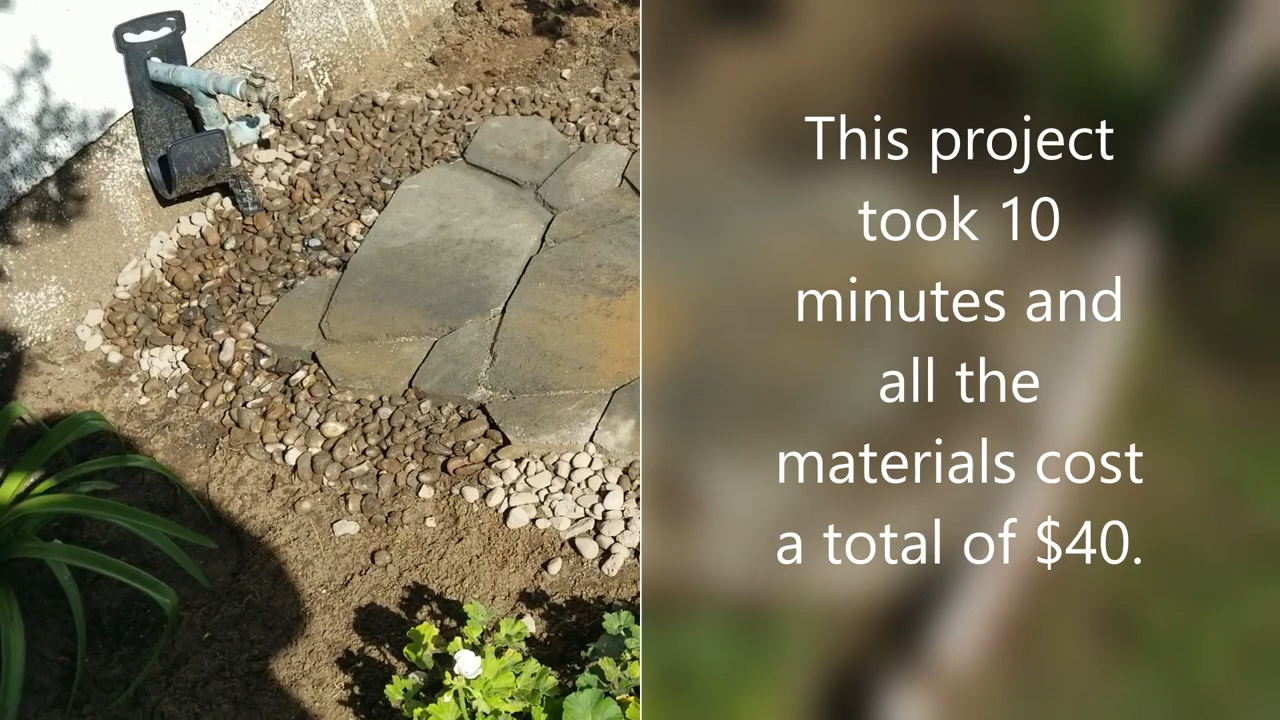 This project
took 10
minutes and
all the
materials cost
a total of $40.